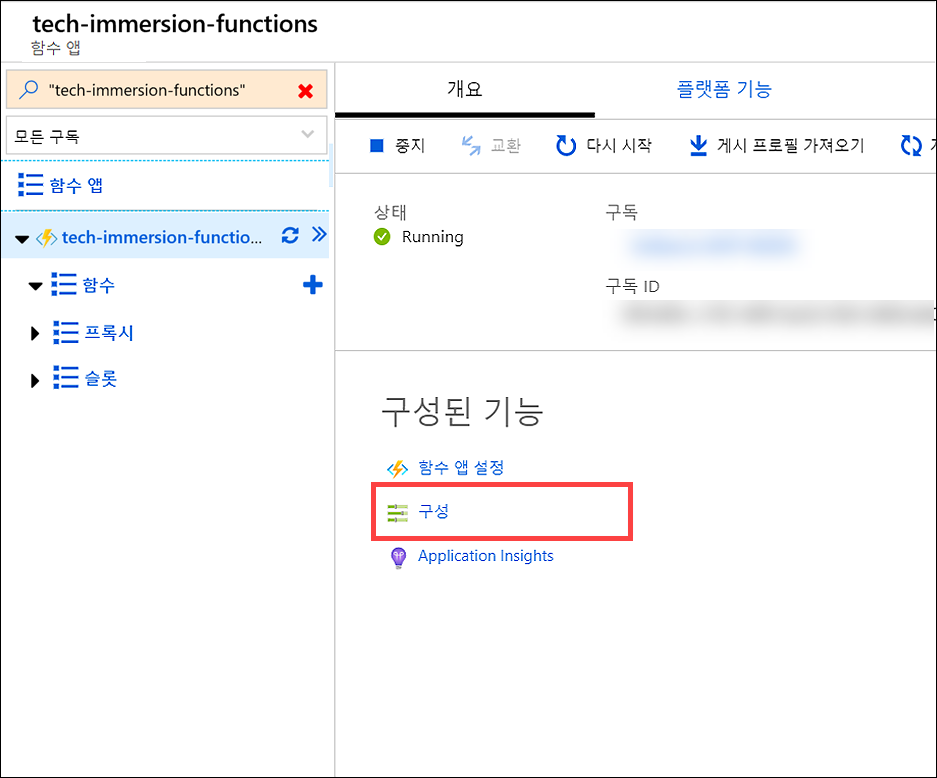 tech-immersion-functions
함수 앱
"tech-immersion-functions"
모든 구독
함수 앱
tech-immersion-functio...
함수
프록시
슬롯
개요
플랫폼 기능
중지
교환
다시 시작
게시 프로필 가져오기
상태
Running
구독
구독 ID
구성된 기능
함수 앱 설정
구성
Application Insights